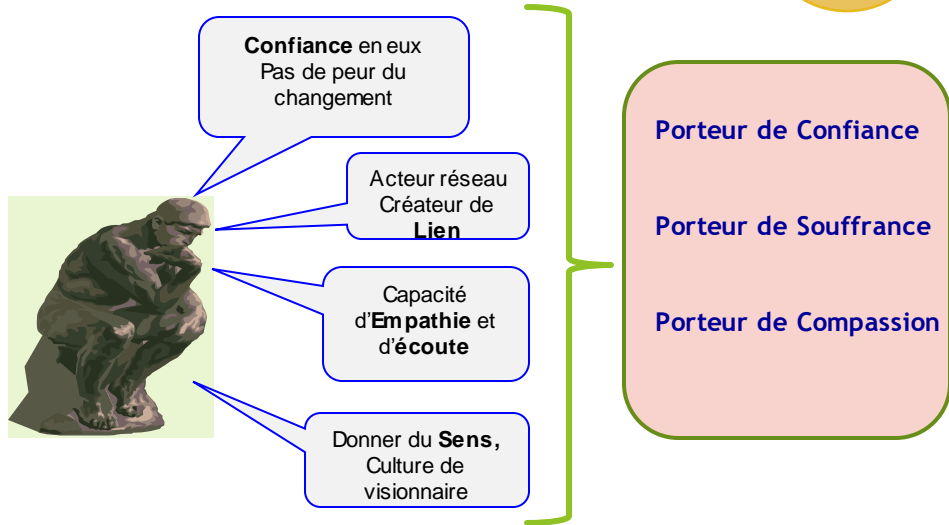 Confiance en eux
Pas de peur du
changement
Acteur réseau
Créateur de
Lien
Capacité
d'Empathie et
d'écoute
Donner du Sens,
Culture de
visionnaire
Porteur de Confiance
Porteur de Souffrance
Porteur de Compassion